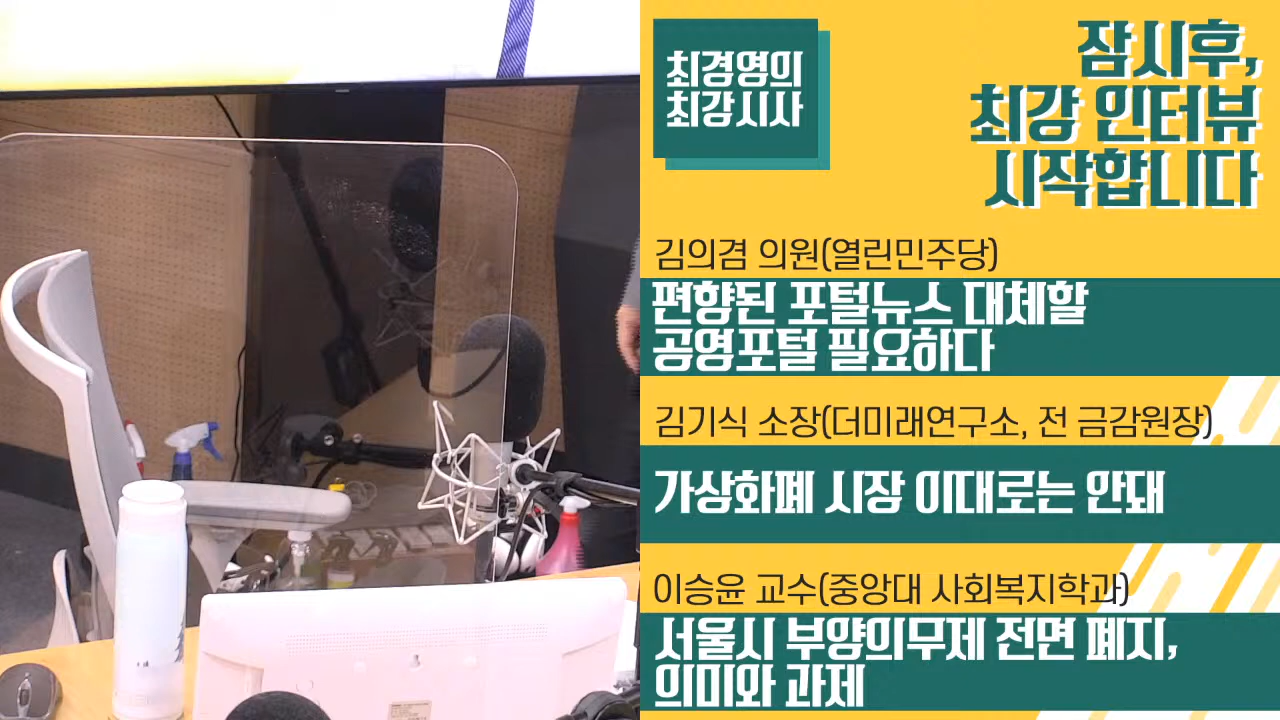 최경영의
최강시사
잠시후,
최강 인터뷰
시작합니다
김의겸 의원(열린민주당)
편향된 포털뉴스 대체할
공영포털 필요하다
김기식 소장(더미래연구소, 전 금감원장)
가상화폐 시장 이대로는 안돼
이승윤 교수(중앙대 사회복지학과)
서울시 부양의무제 전면 폐지,
의미와 과제